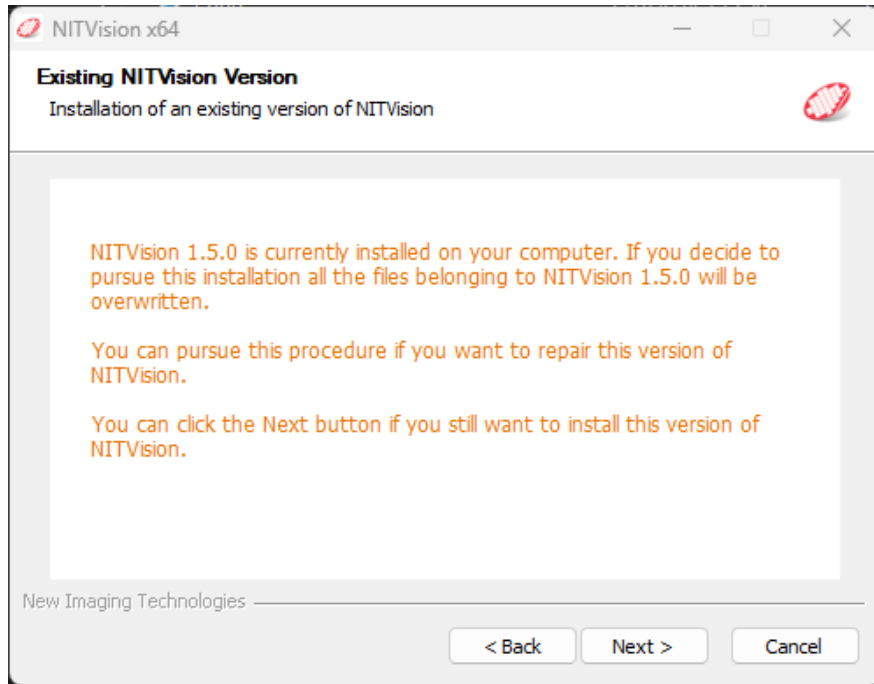 NITVision x64
Existing NITVision Version
Installation of an existing version of NITVision
NITVision 1.5.0 is currently installed on your computer. If you decide to
pursue this installation all the files belonging to NITVision 1.5.0 will be
overwritten.
You can pursue this procedure if you want to repair this version of
NITVision.
You can click the Next button if you still want to install this version of
NITVision.
New Imaging Technologies
< Back Next > Cancel